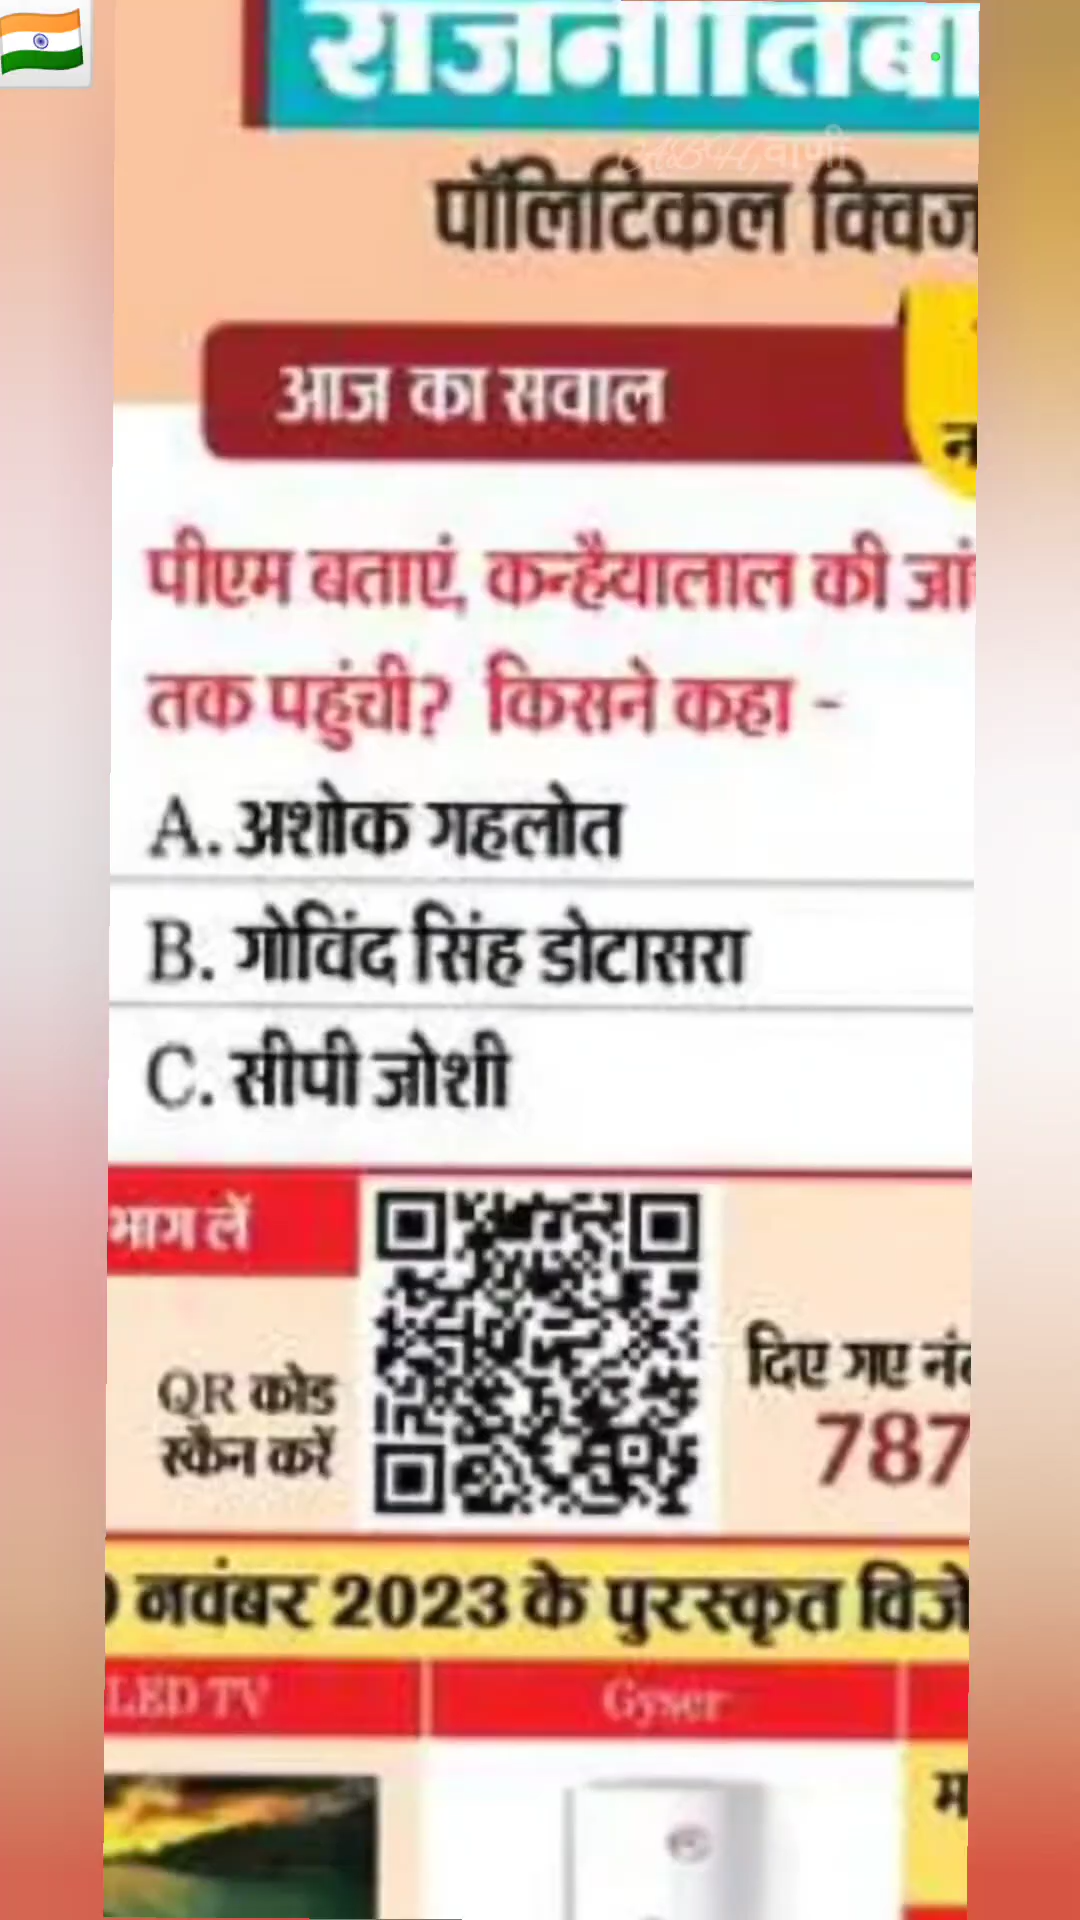 पॉलिटिकल
आज का सवाल
पीएम बताएं, कन्हैयालाल की
तक पहुंची? किसने कहा -
A. अशोक गहलोत
B. गोविंद सिंह डोटासरा
C. सीपी जोशी
भाग लें
QR कोड
स्कैन करें
दिए गए
787
नवंबर 2023 के पुरस्कृत
LED TV
Gyser